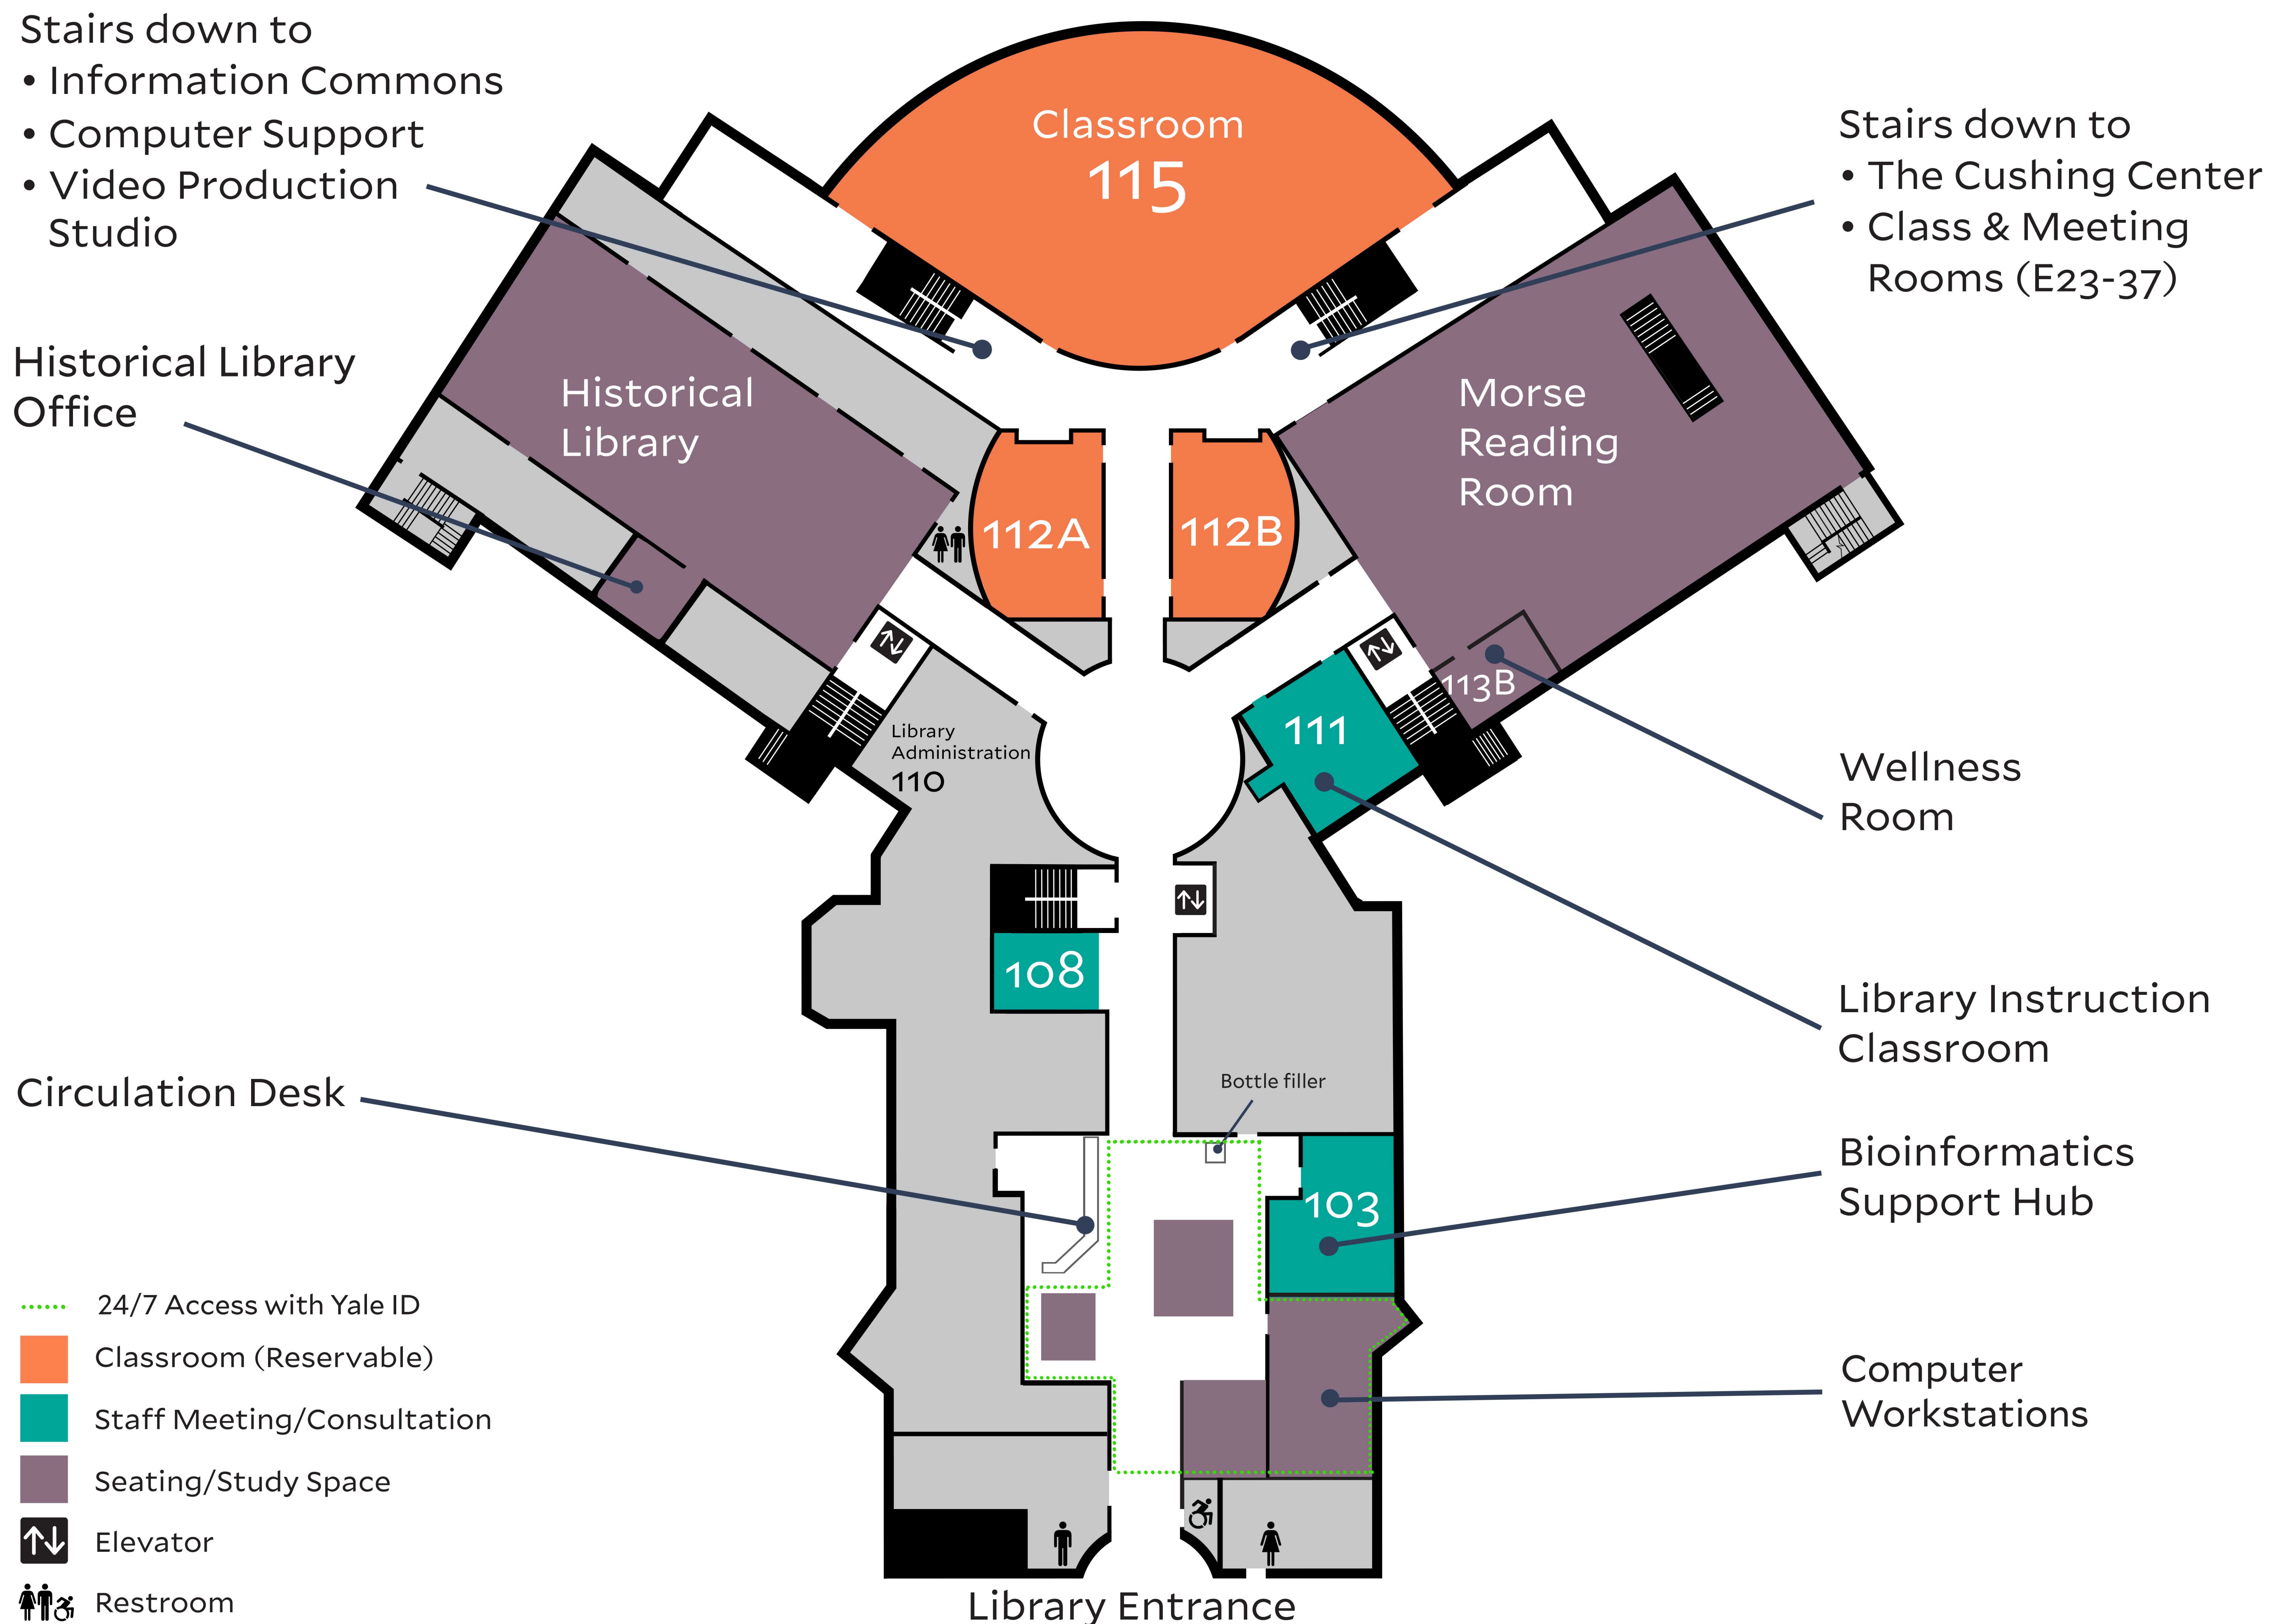 Stairs down to
• Information Commons
• Computer Support
• Video Production
Studio
Classroom
115
Stairs down to
• The Cushing Center
• Class & Meeting
Rooms (E23-37)
Historical Library
Office
Historical
Library
Morse
Reading
Room
112A
112B
113B
111
Library
Administration
110
Wellness
Room
108
Library Instruction
Classroom
Bottle filler
Circulation Desk
103
Bioinformatics
Support Hub
Computer
Workstations
24/7 Access with Yale ID
Classroom (Reservable)
Staff Meeting/Consultation
Seating/Study Space
Elevator
Restroom
Library Entrance